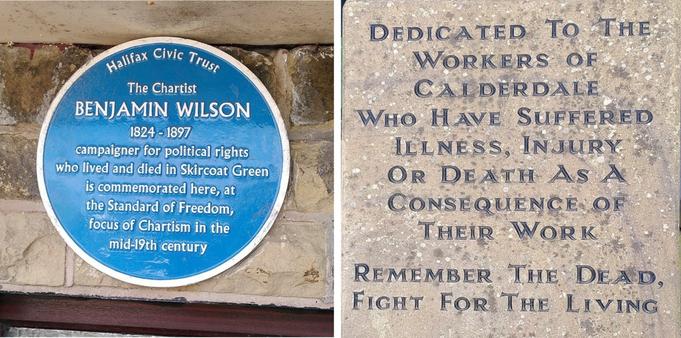 Halifax Civic Trust
The Chartist
BENJAMIN WILSON
1824 - 1897
campaigner for political rights
who lived and died in Skircoat Green
is commemorated here, at
the Standard of Freedom,
focus of Chartism in the
mid-19th century
DEDICATED TO THE
WORKERS OF
CALDERDALE
WHO HAVE SUFFERED
ILLNESS, INJURY
OR DEATH AS A
CONSEQUENCE OF
THEIR WORK
REMEMBER THE DEAD,
FIGHT FOR THE LIVING